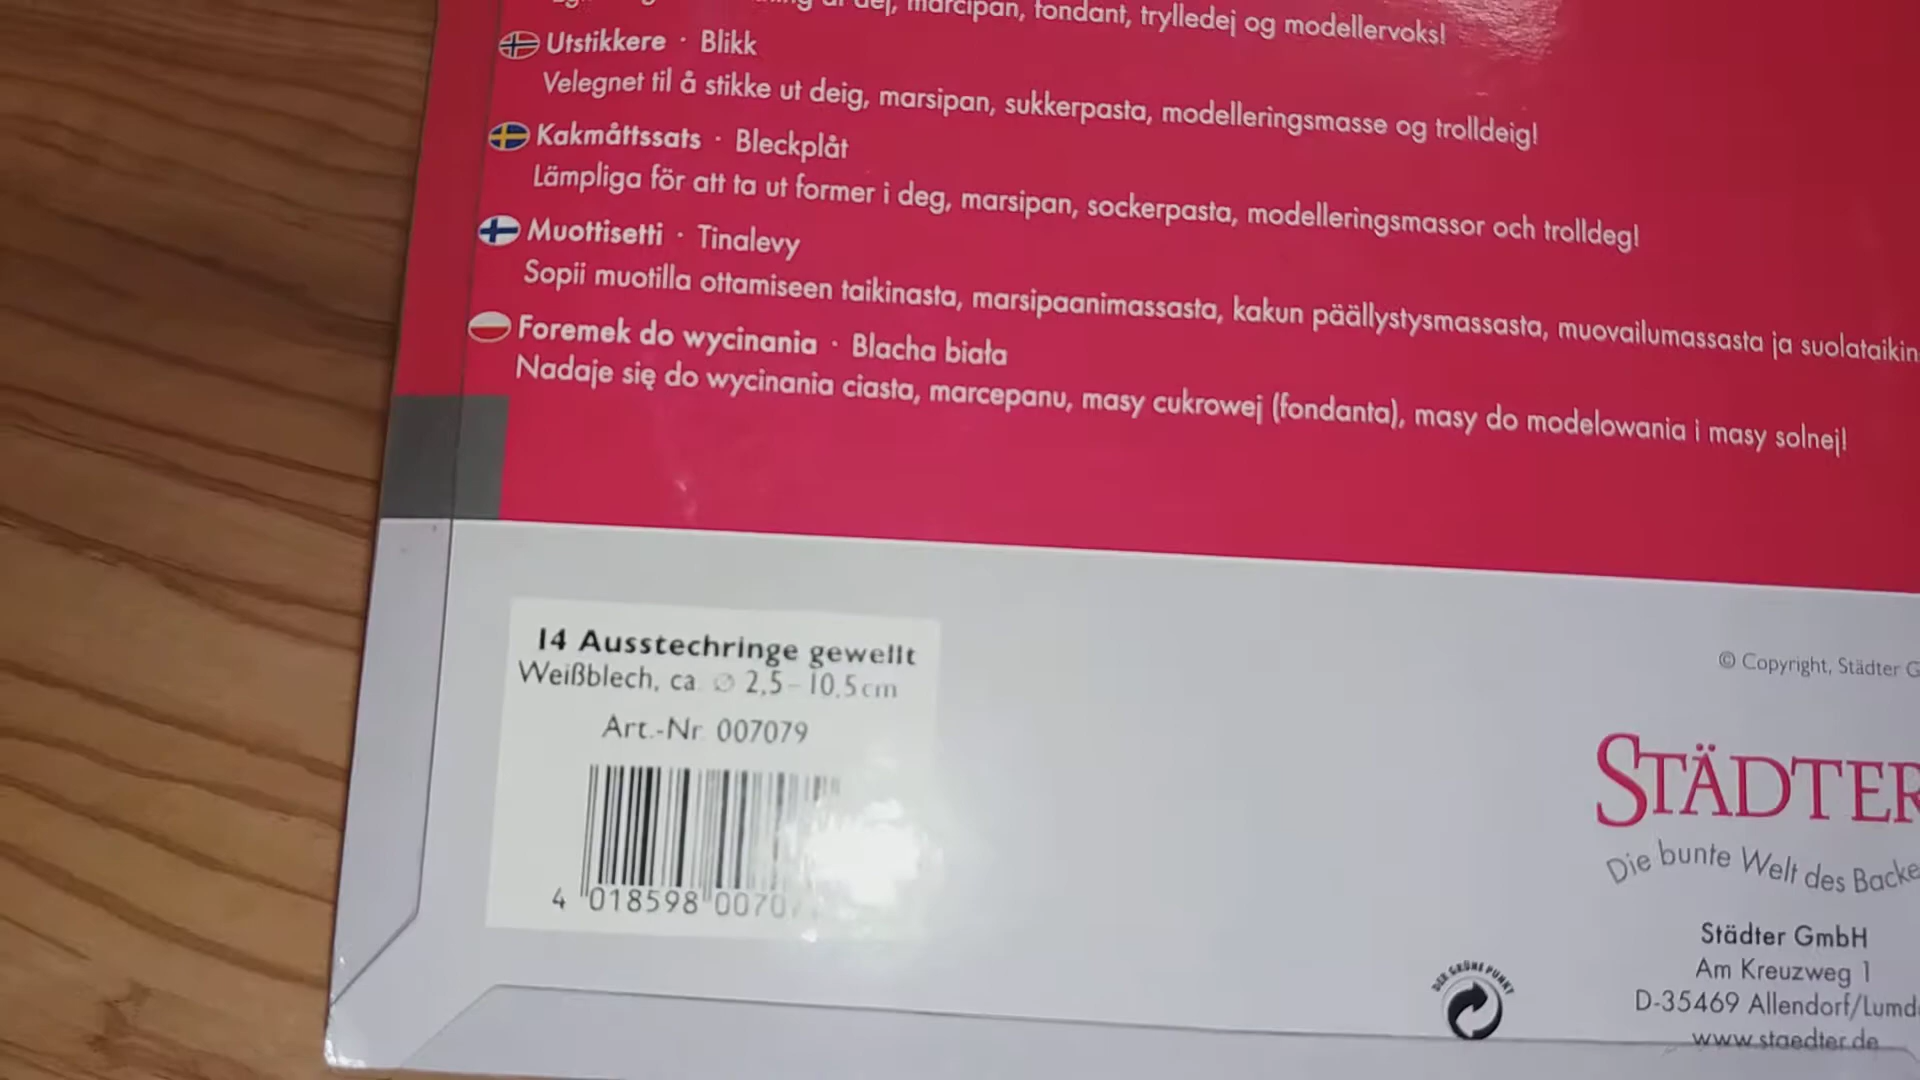 marcipan, fondant, trylledej og modellervoks!
Utstikkere · Blikk
Velegnet til å stikke ut deig, marsipan, sukkerpasta, modelleringsmasse og trolldeig!
Kakmåttssats · Bleckplåt
Lämpliga för att ta ut former i deg, marsipan, sockerpasta, modelleringsmassor och trolldeg!
Muottisetti · Tinalevy
Sopii muotilla ottamiseen taikinasta, marsipaanimassasta, kakun päällystysmassasta, muovailumassasta ja suolataikin
Foremek do wycinania · Blacha biała
Nadaje się do wycinania ciasta, marcepanu, masy cukrowej (fondanta), masy do modelowania i masy solnej!
14 Ausstechringe gewellt
Weißblech, ca. ∅ 2,5–10,5 cm
Art.-Nr. 007079
4 018598 0070
© Copyright, Städter G
STÄDTER
Die bunte Welt des Backe
Städter GmbH
Am Kreuzweg 1
D-35469 Allendorf/Lumd
www.staedter.de
DER GRÜNE PUNKT